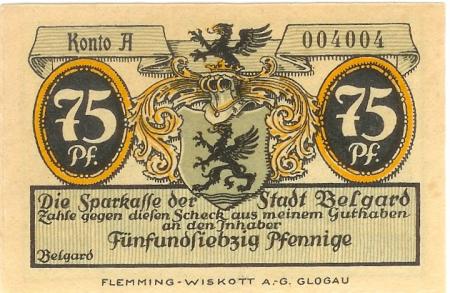 Konto A 004004
75 Pf. 75 Pf.
Die Sparkasse der Stadt Belgard
Zahle gegen diesen Scheck aus meinem Guthaben
an den Inhaber
Fünfundsiebzig Pfennige
Belgard
FLEMMING-WISKOTT A.-G. GLOGAU